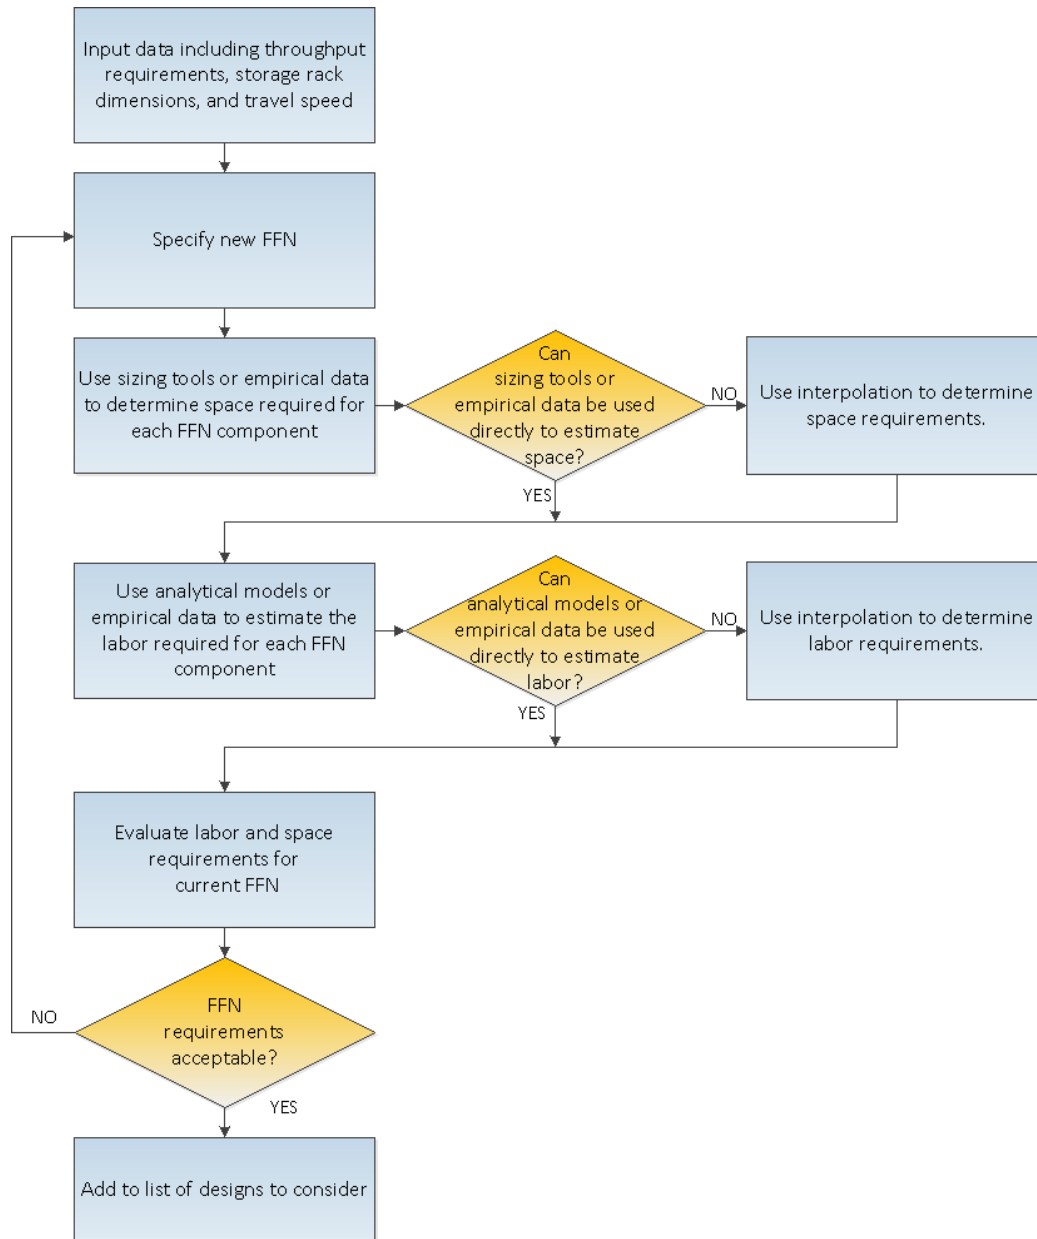 Input data including throughput
requirements, storage rack
dimensions, and travel speed
Specify new FFN
Use sizing tools or empirical data
to determine space required for
each FFN component
Can
sizing tools or
empirical data be used
directly to estimate
space?
NO
Use interpolation to determine
space requirements.
YES
Use analytical models or
empirical data to estimate the
labor required for each FFN
component
Can
analytical models or
empirical data be used
directly to estimate
labor?
NO
Use interpolation to determine
labor requirements.
YES
Evaluate labor and space
requirements for
current FFN
FFN
requirements
acceptable?
NO
YES
Add to list of designs to consider